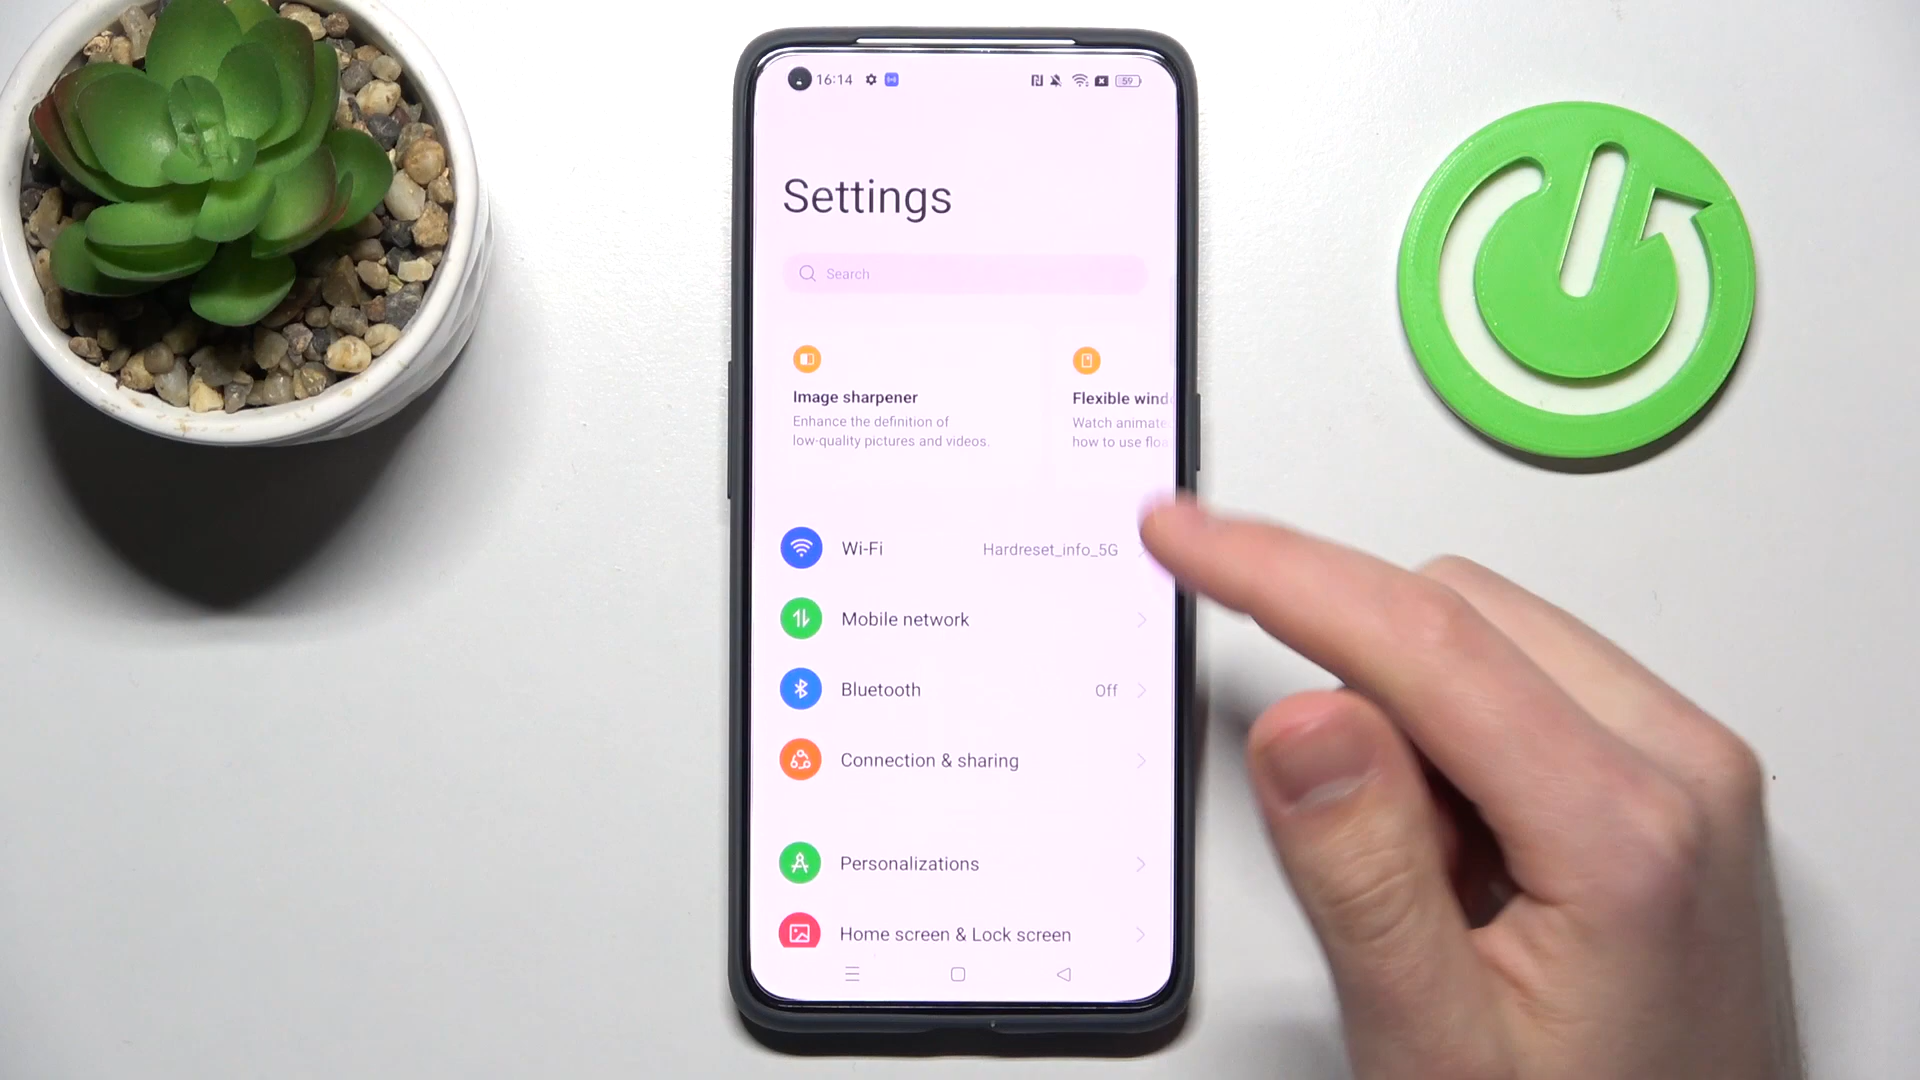 16:14
59
Settings
Search
Image sharpener
Enhance the definition of
low-quality pictures and videos.
Flexible wind
Watch animate
how to use floa
Wi-Fi Hardreset_info_5G
Mobile network
Bluetooth Off
Connection & sharing
Personalizations
Home screen & Lock screen